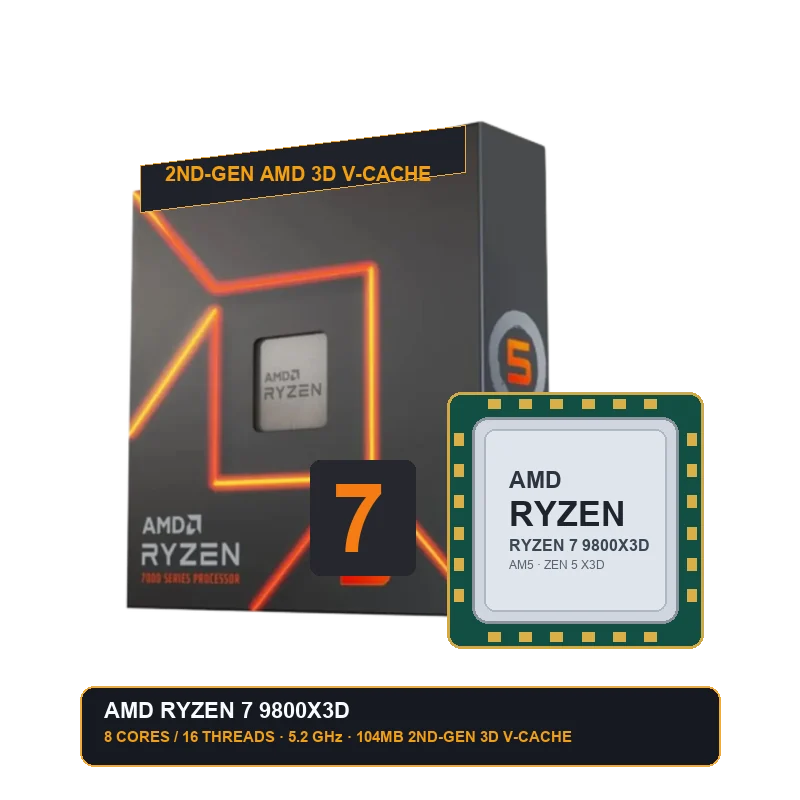 2ND-GEN AMD 3D V-CACHE
AMD
RYZEN
5
7
AMD
RYZEN
7000 SERIES PROCESSOR
AMD
RYZEN
RYZEN 7 9800X3D
AM5 · ZEN 5 X3D
AMD RYZEN 7 9800X3D
8 CORES / 16 THREADS · 5.2 GHz · 104MB 2ND-GEN 3D V-CACHE